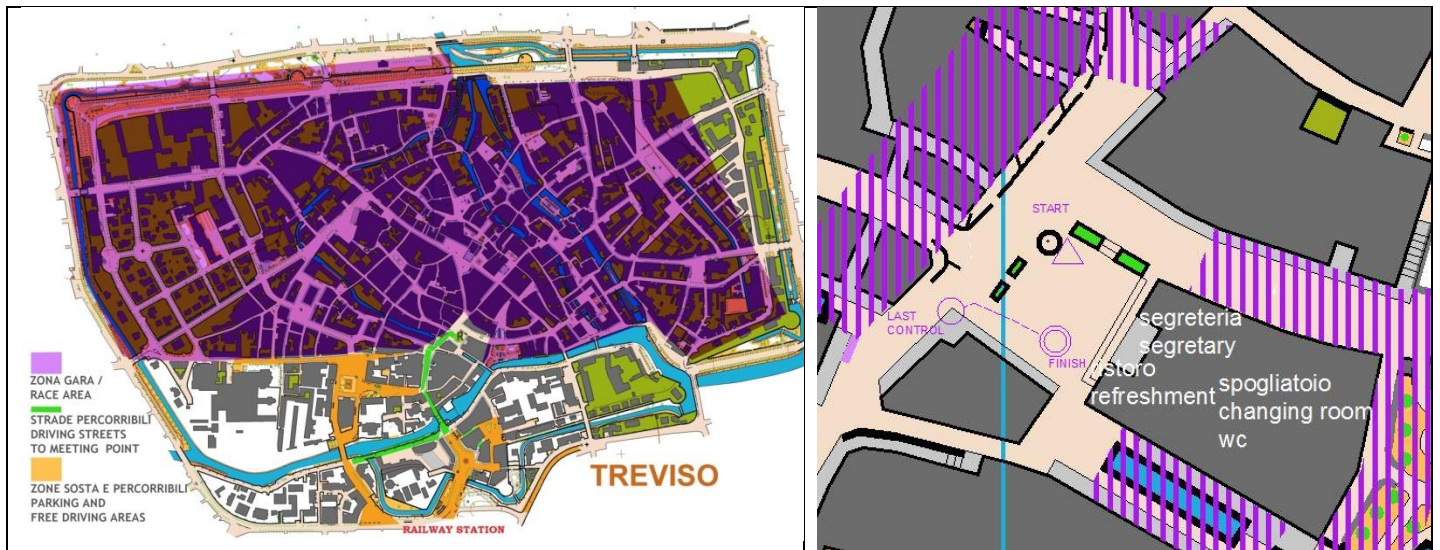 ZONA GARA /
RACE AREA
STRADE PERCORRIBILI
DRIVING STREETS
TO MEETING POINT
ZONE SOSTA E PERCORRIBILI
PARKING AND
FREE DRIVING AREAS
R
TREVISO
RAILWAY STATION
START
LAST
CONTROL
FINISH
segreteria
segretary
ristoro
refreshment
spogliatoio
changing room
wc